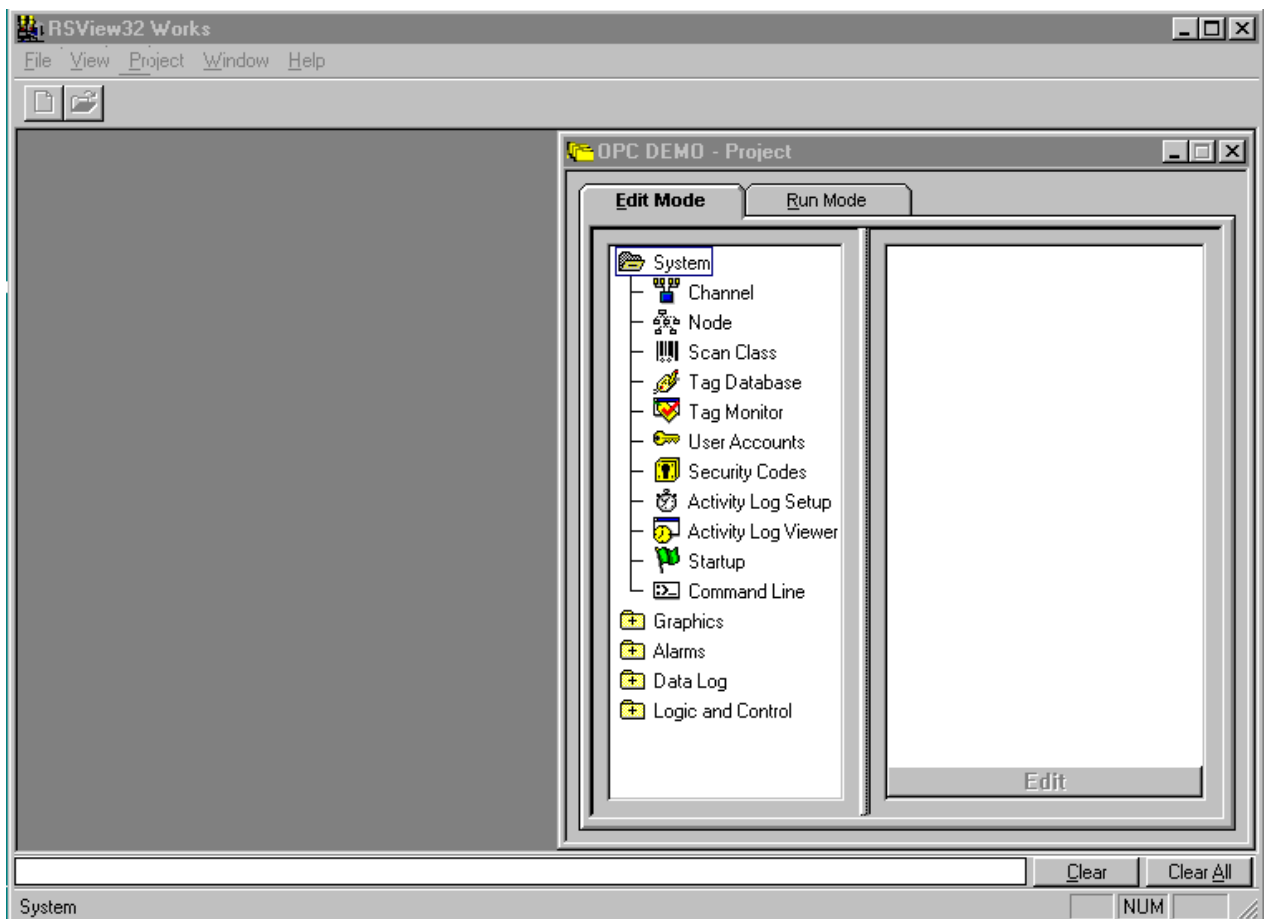 RSView32 Works
File View Project Window Help
OPC DEMO - Project
Edit Mode Run Mode
System
Channel
Node
Scan Class
Tag Database
Tag Monitor
User Accounts
Security Codes
Activity Log Setup
Activity Log Viewer
Startup
Command Line
Graphics
Alarms
Data Log
Logic and Control
Edit
Clear Clear All
System NUM